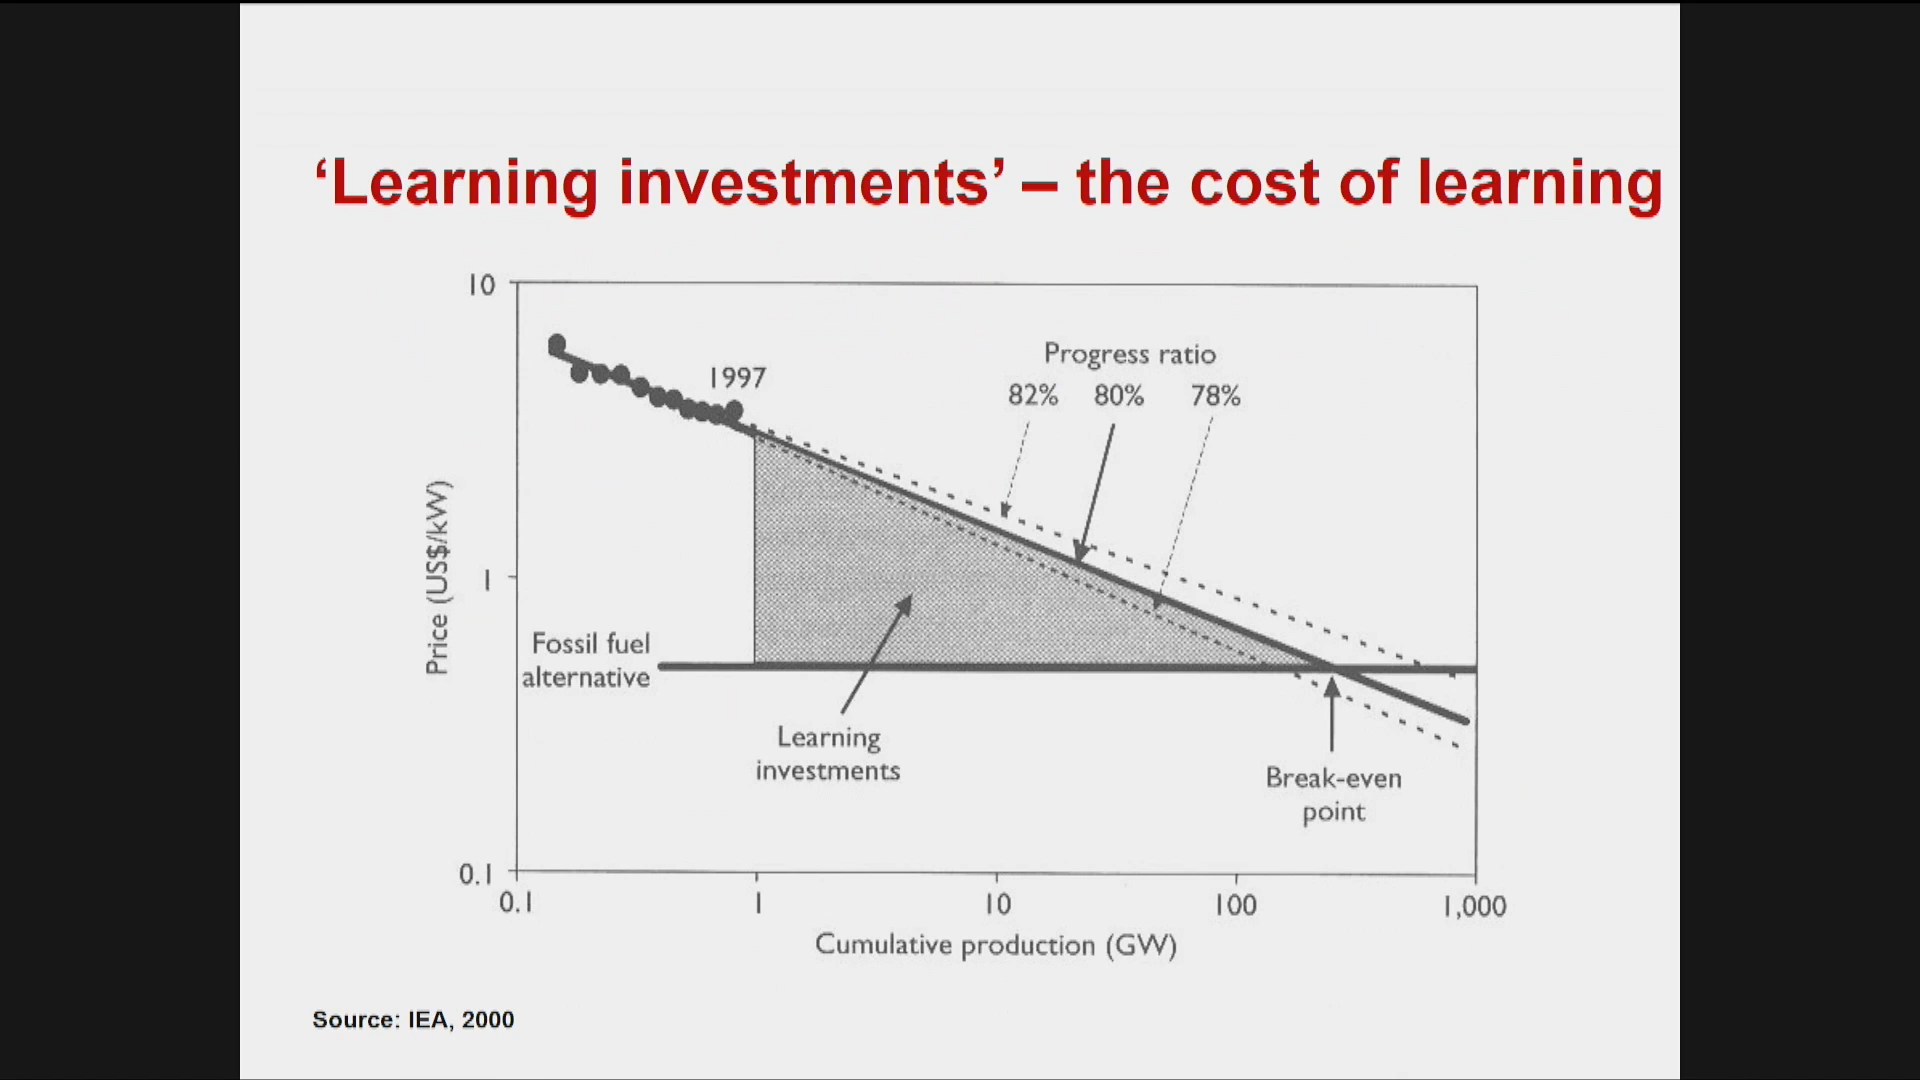 ‘Learning investments’ – the cost of learning
10
Progress ratio
1997
82% 80% 78%
Price (US$/kW)
1
Fossil fuel
alternative
Learning
investments
Break-even
point
0.1
0.1 1 10 100 1,000
Cumulative production (GW)
Source: IEA, 2000